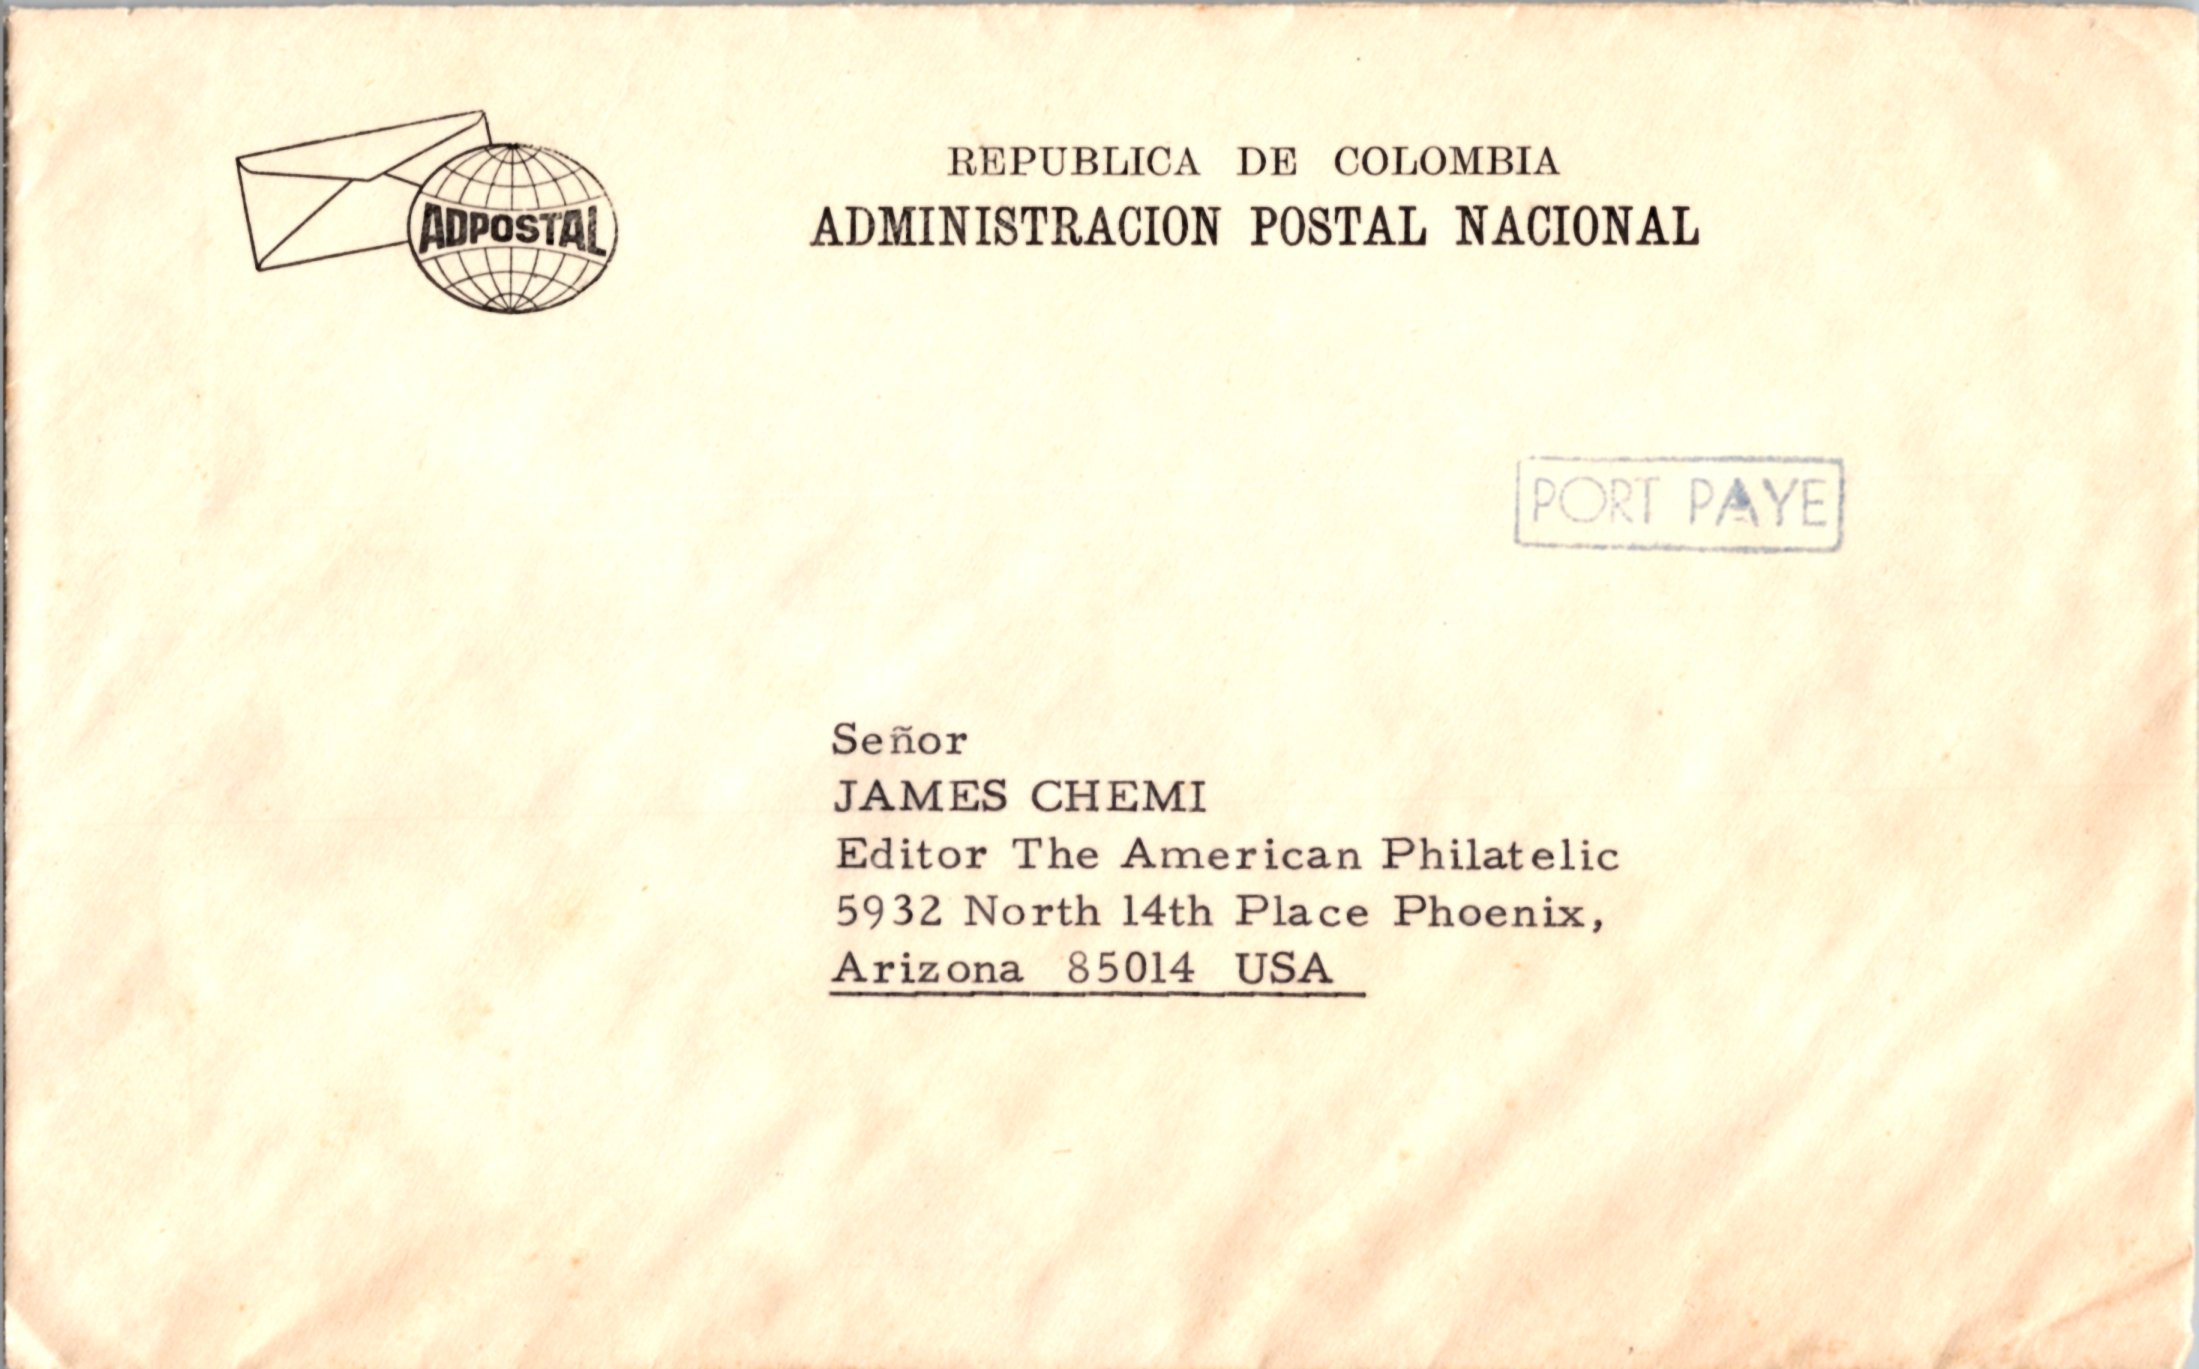 ADPOSTAL
REPUBLICA DE COLOMBIA
ADMINISTRACION POSTAL NACIONAL
PORT PAYE
Señor
JAMES CHEMI
Editor The American Philatelic
5932 North 14th Place Phoenix,
Arizona 85014 USA